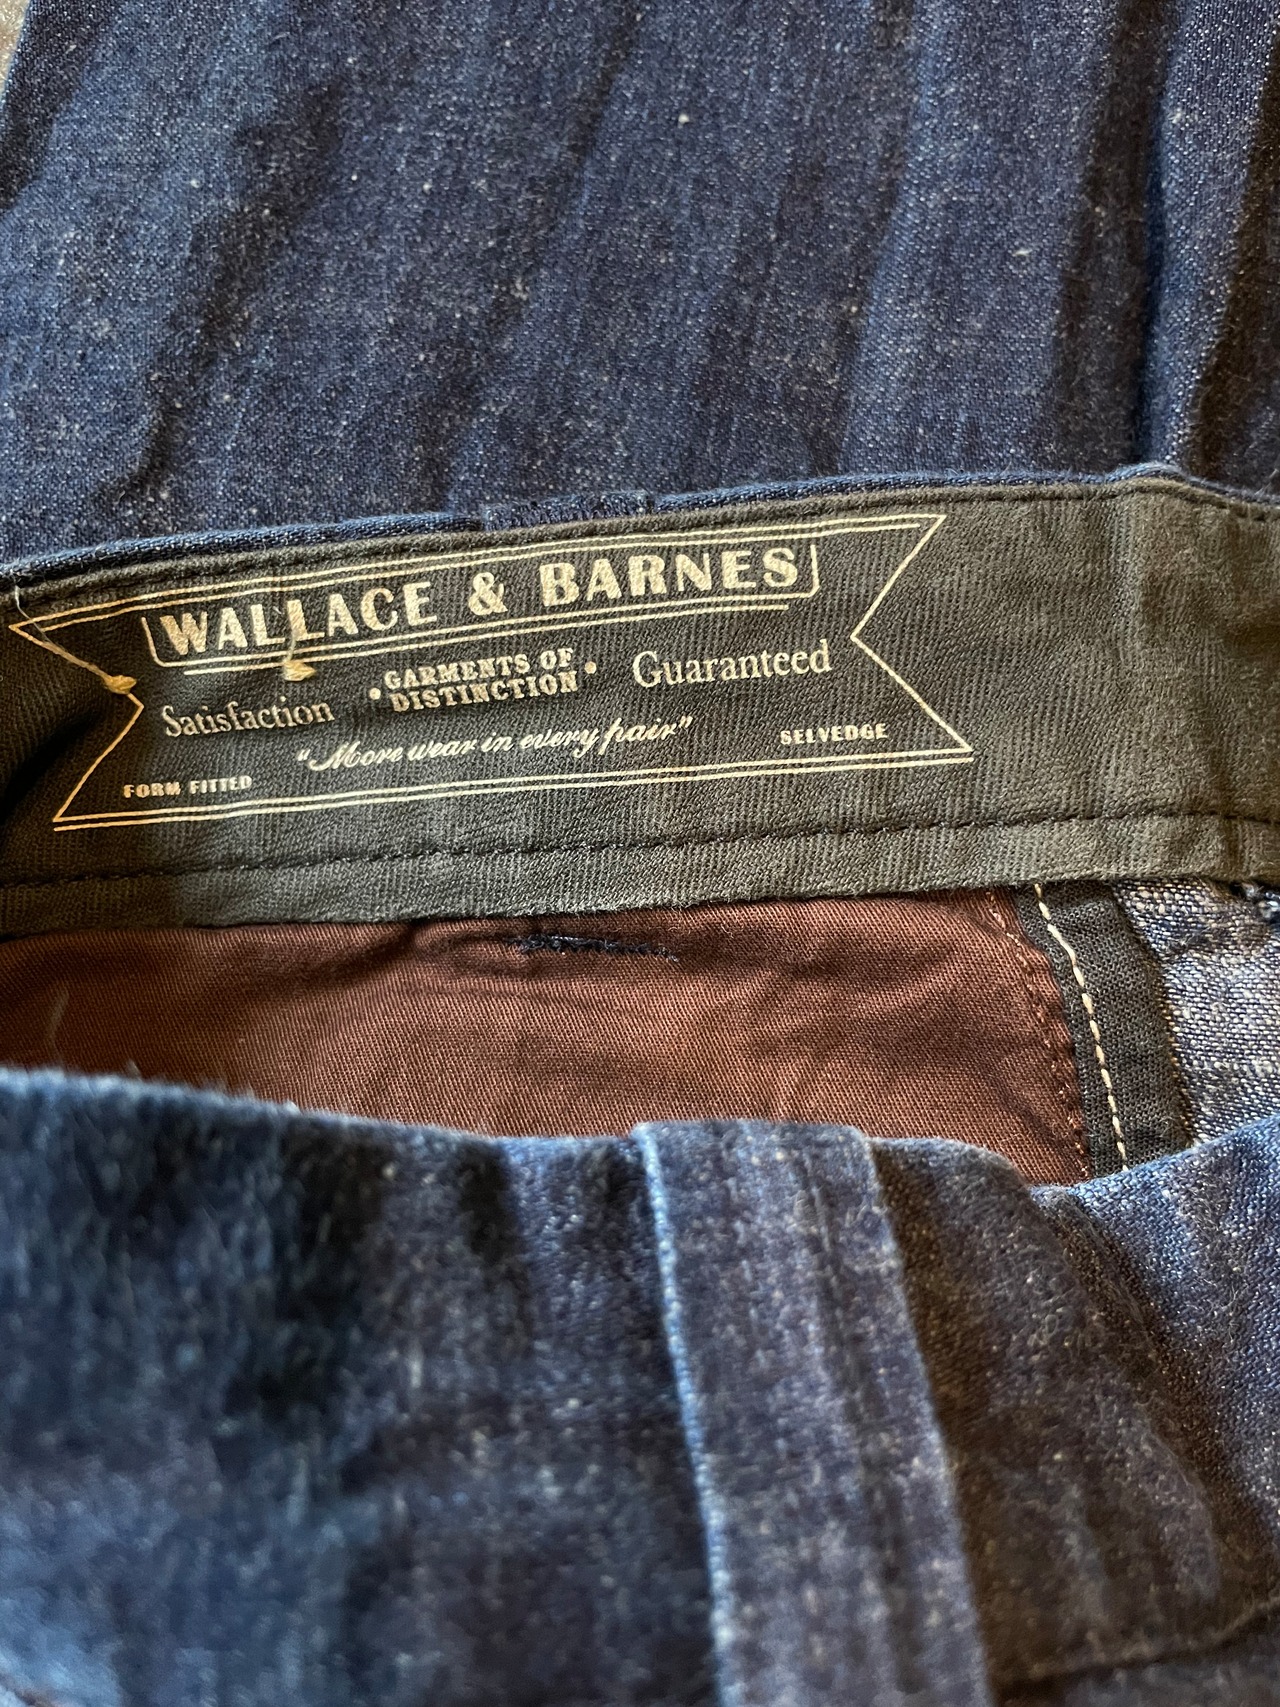 WALLACE & BARNES
Satisfaction • GARMENTS OF DISTINCTION • Guaranteed
"More wear in every pair"
FORM FITTED SELVEDGE